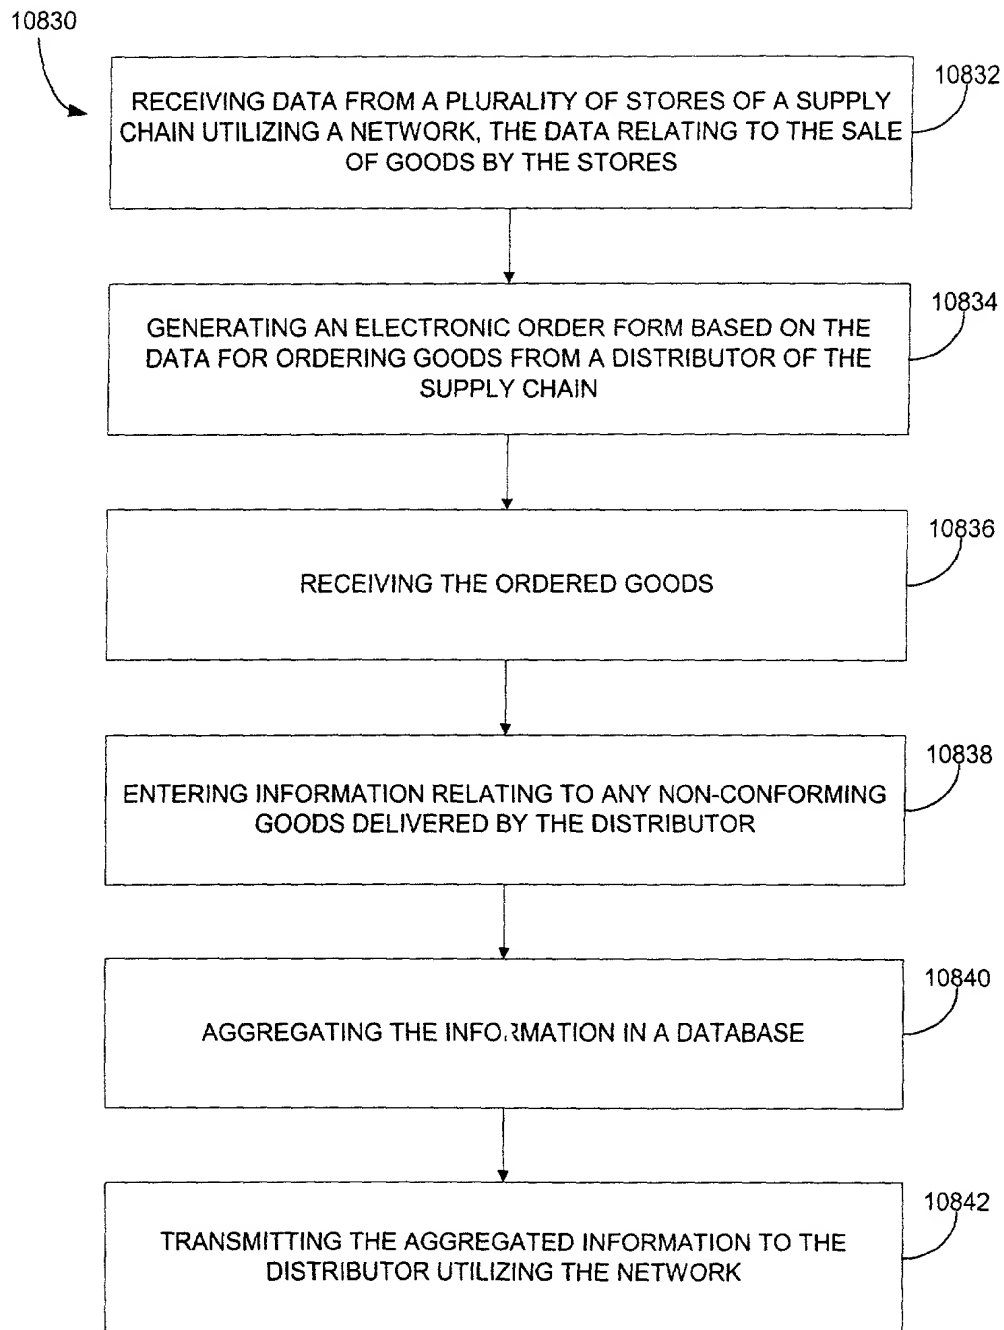 10830
10832
RECEIVING DATA FROM A PLURALITY OF STORES OF A SUPPLY
CHAIN UTILIZING A NETWORK, THE DATA RELATING TO THE SALE
OF GOODS BY THE STORES
10834
GENERATING AN ELECTRONIC ORDER FORM BASED ON THE
DATA FOR ORDERING GOODS FROM A DISTRIBUTOR OF THE
SUPPLY CHAIN
10836
RECEIVING THE ORDERED GOODS
10838
ENTERING INFORMATION RELATING TO ANY NON-CONFORMING
GOODS DELIVERED BY THE DISTRIBUTOR
10840
AGGREGATING THE INFORMATION IN A DATABASE
10842
TRANSMITTING THE AGGREGATED INFORMATION TO THE
DISTRIBUTOR UTILIZING THE NETWORK